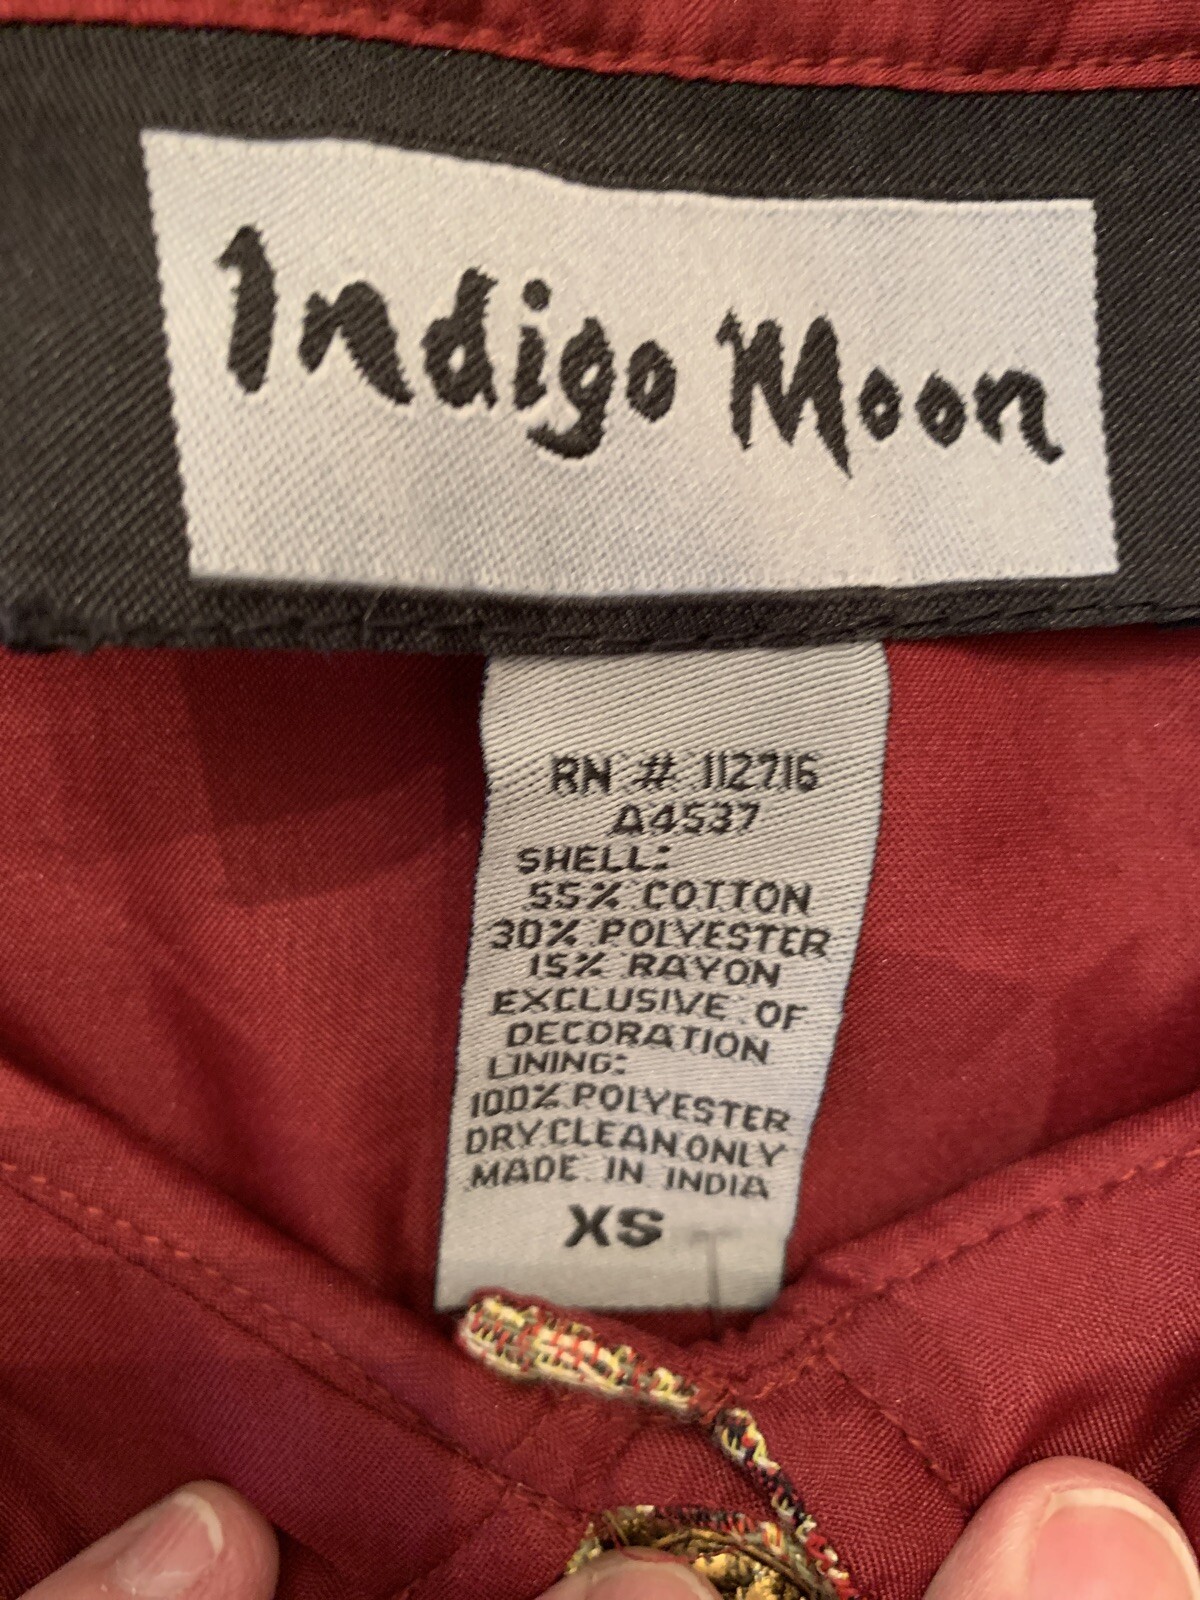 Indigo Moon
RN # 112716
A4537
SHELL:
55% COTTON
30% POLYESTER
15% RAYON
EXCLUSIVE OF
DECORATION
LINING:
100% POLYESTER
DRY CLEAN ONLY
MADE IN INDIA
XS